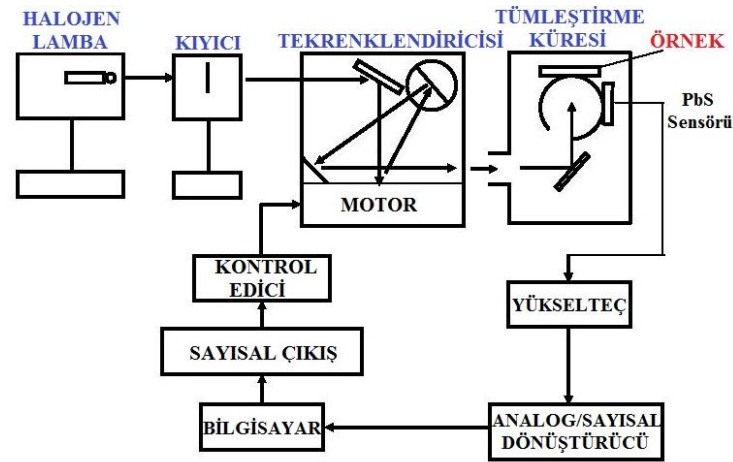 HALOJEN
LAMBA
KIYICI
TEKRENKLENDİRİCİSİ
TÜMLEŞTİRME
KÜRESİ
ÖRNEK
PbS
Sensörü
MOTOR
KONTROL
EDİCİ
YÜKSELTEÇ
SAYISAL ÇIKIŞ
BİLGİSAYAR
ANALOG/SAYISAL
DÖNÜŞTÜRÜCÜ